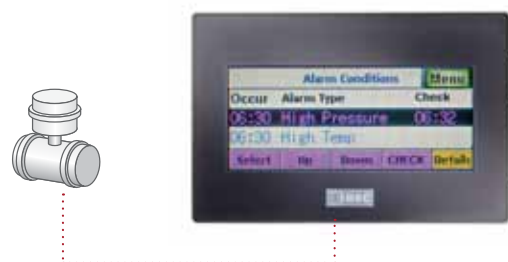 Alarm Conditions Menu
Occur Alarm Type Check
06:30 High Pressure 06:32
06:30 High Temp
Select Up Down CHECK Details